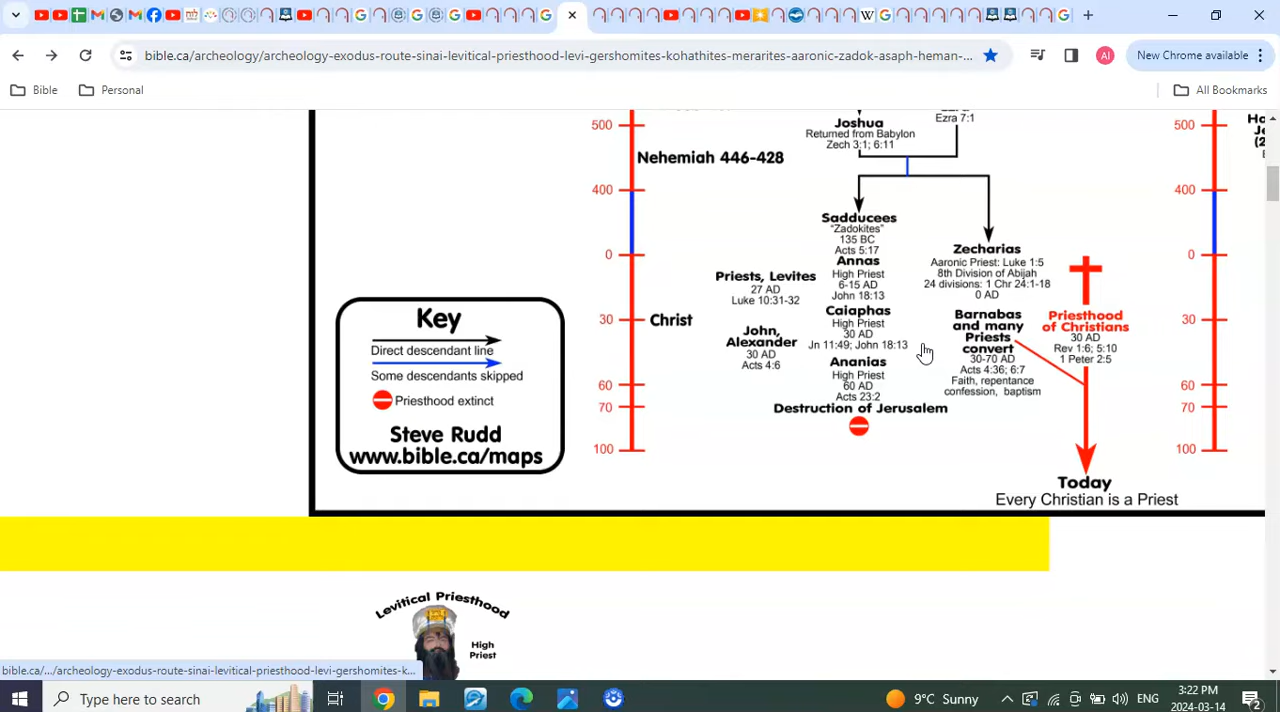 bible.ca/archeology/archeology-exodus-route-sinai-levitical-priesthood-levi-gershomites-kohathites-merarites-aaronic-zadok-asaph-heman-...
AI
New Chrome available
Bible
Personal
All Bookmarks
Ezra 7:1
500
Joshua
Returned from Babylon
Zech 3:1; 6:11
Nehemiah 446-428
400
Sadducees
"Zadokites"
135 BC
Acts 5:17
Annas
High Priest
6-15 AD
John 18:13
Caiaphas
High Priest
30 AD
Jn 11:49; John 18:13
Ananias
High Priest
60 AD
Acts 23:2
Destruction of Jerusalem
0
Priests, Levites
27 AD
Luke 10:31-32
30
Christ
John,
Alexander
30 AD
Acts 4:6
60
70
100
Zecharias
Aaronic Priest: Luke 1:5
8th Division of Abijah
24 divisions: 1 Chr 24:1-18
0 AD
Barnabas
and many
Priests
convert
30-70 AD
Acts 4:36; 6:7
Faith, repentance
confession, baptism
Priesthood
of Christians
30 AD
Rev 1:6; 5:10
1 Peter 2:5
Today
Every Christian is a Priest
500
400
0
30
60
70
100
Key
Direct descendant line
Some descendants skipped
Priesthood extinct
Steve Rudd
www.bible.ca/maps
Levitical Priesthood
High
Priest
bible.ca/.../archeology-exodus-route-sinai-levitical-priesthood-levi-gershomites-k...
Type here to search
9°C Sunny
ENG
3:22 PM
2024-03-14
2